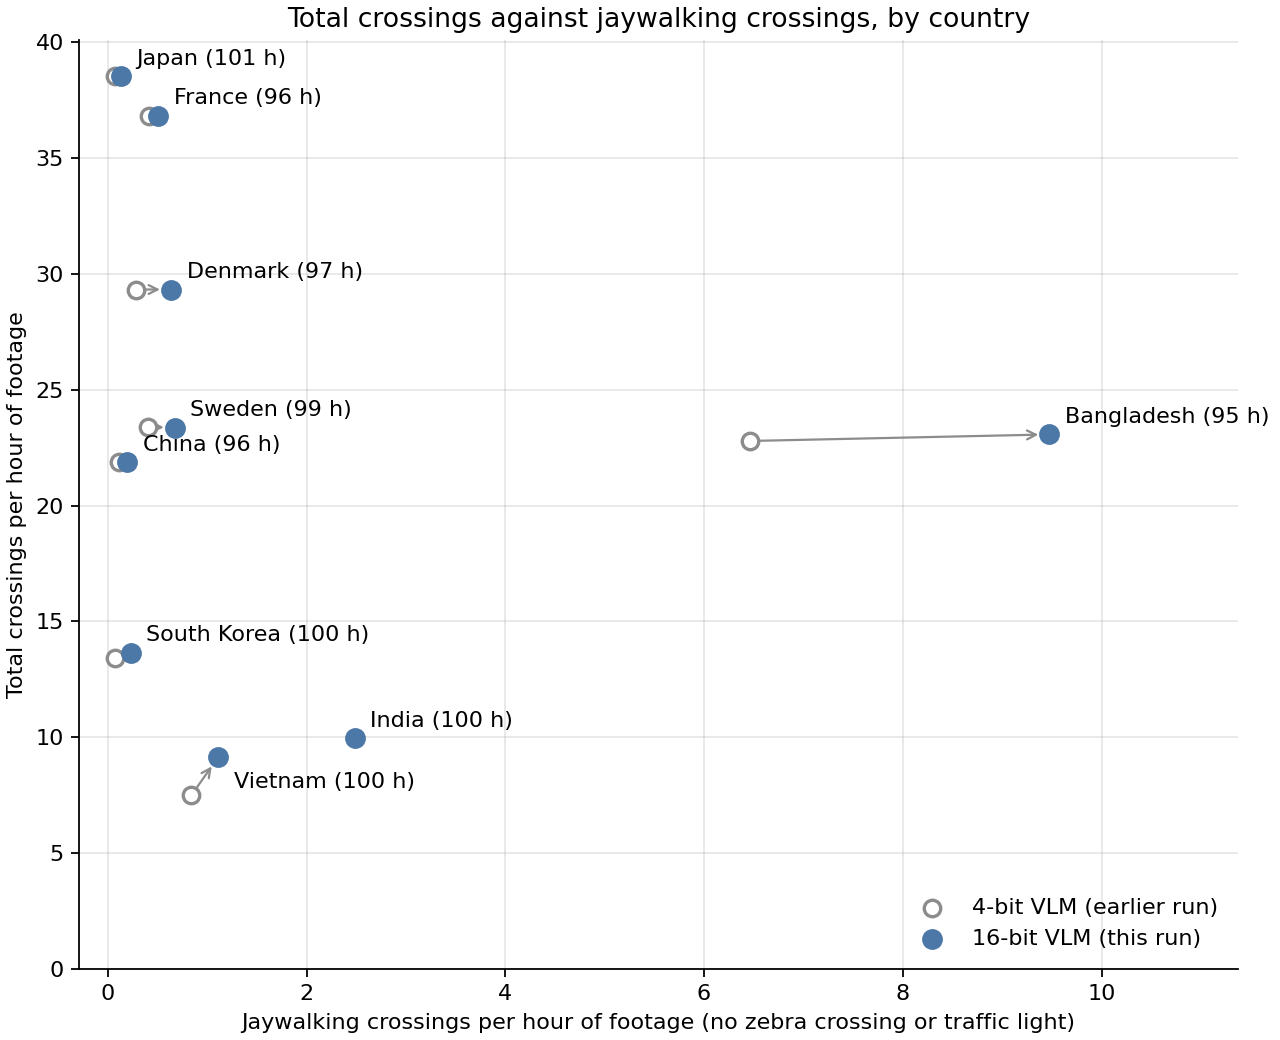 Total crossings against jaywalking crossings, by country
Total crossings per hour of footage
40
35
30
25
20
15
10
5
0
Japan (101 h)
France (96 h)
Denmark (97 h)
Sweden (99 h)
Bangladesh (95 h)
China (96 h)
South Korea (100 h)
India (100 h)
Vietnam (100 h)
4-bit VLM (earlier run)
16-bit VLM (this run)
0
2
4
6
8
10
Jaywalking crossings per hour of footage (no zebra crossing or traffic light)